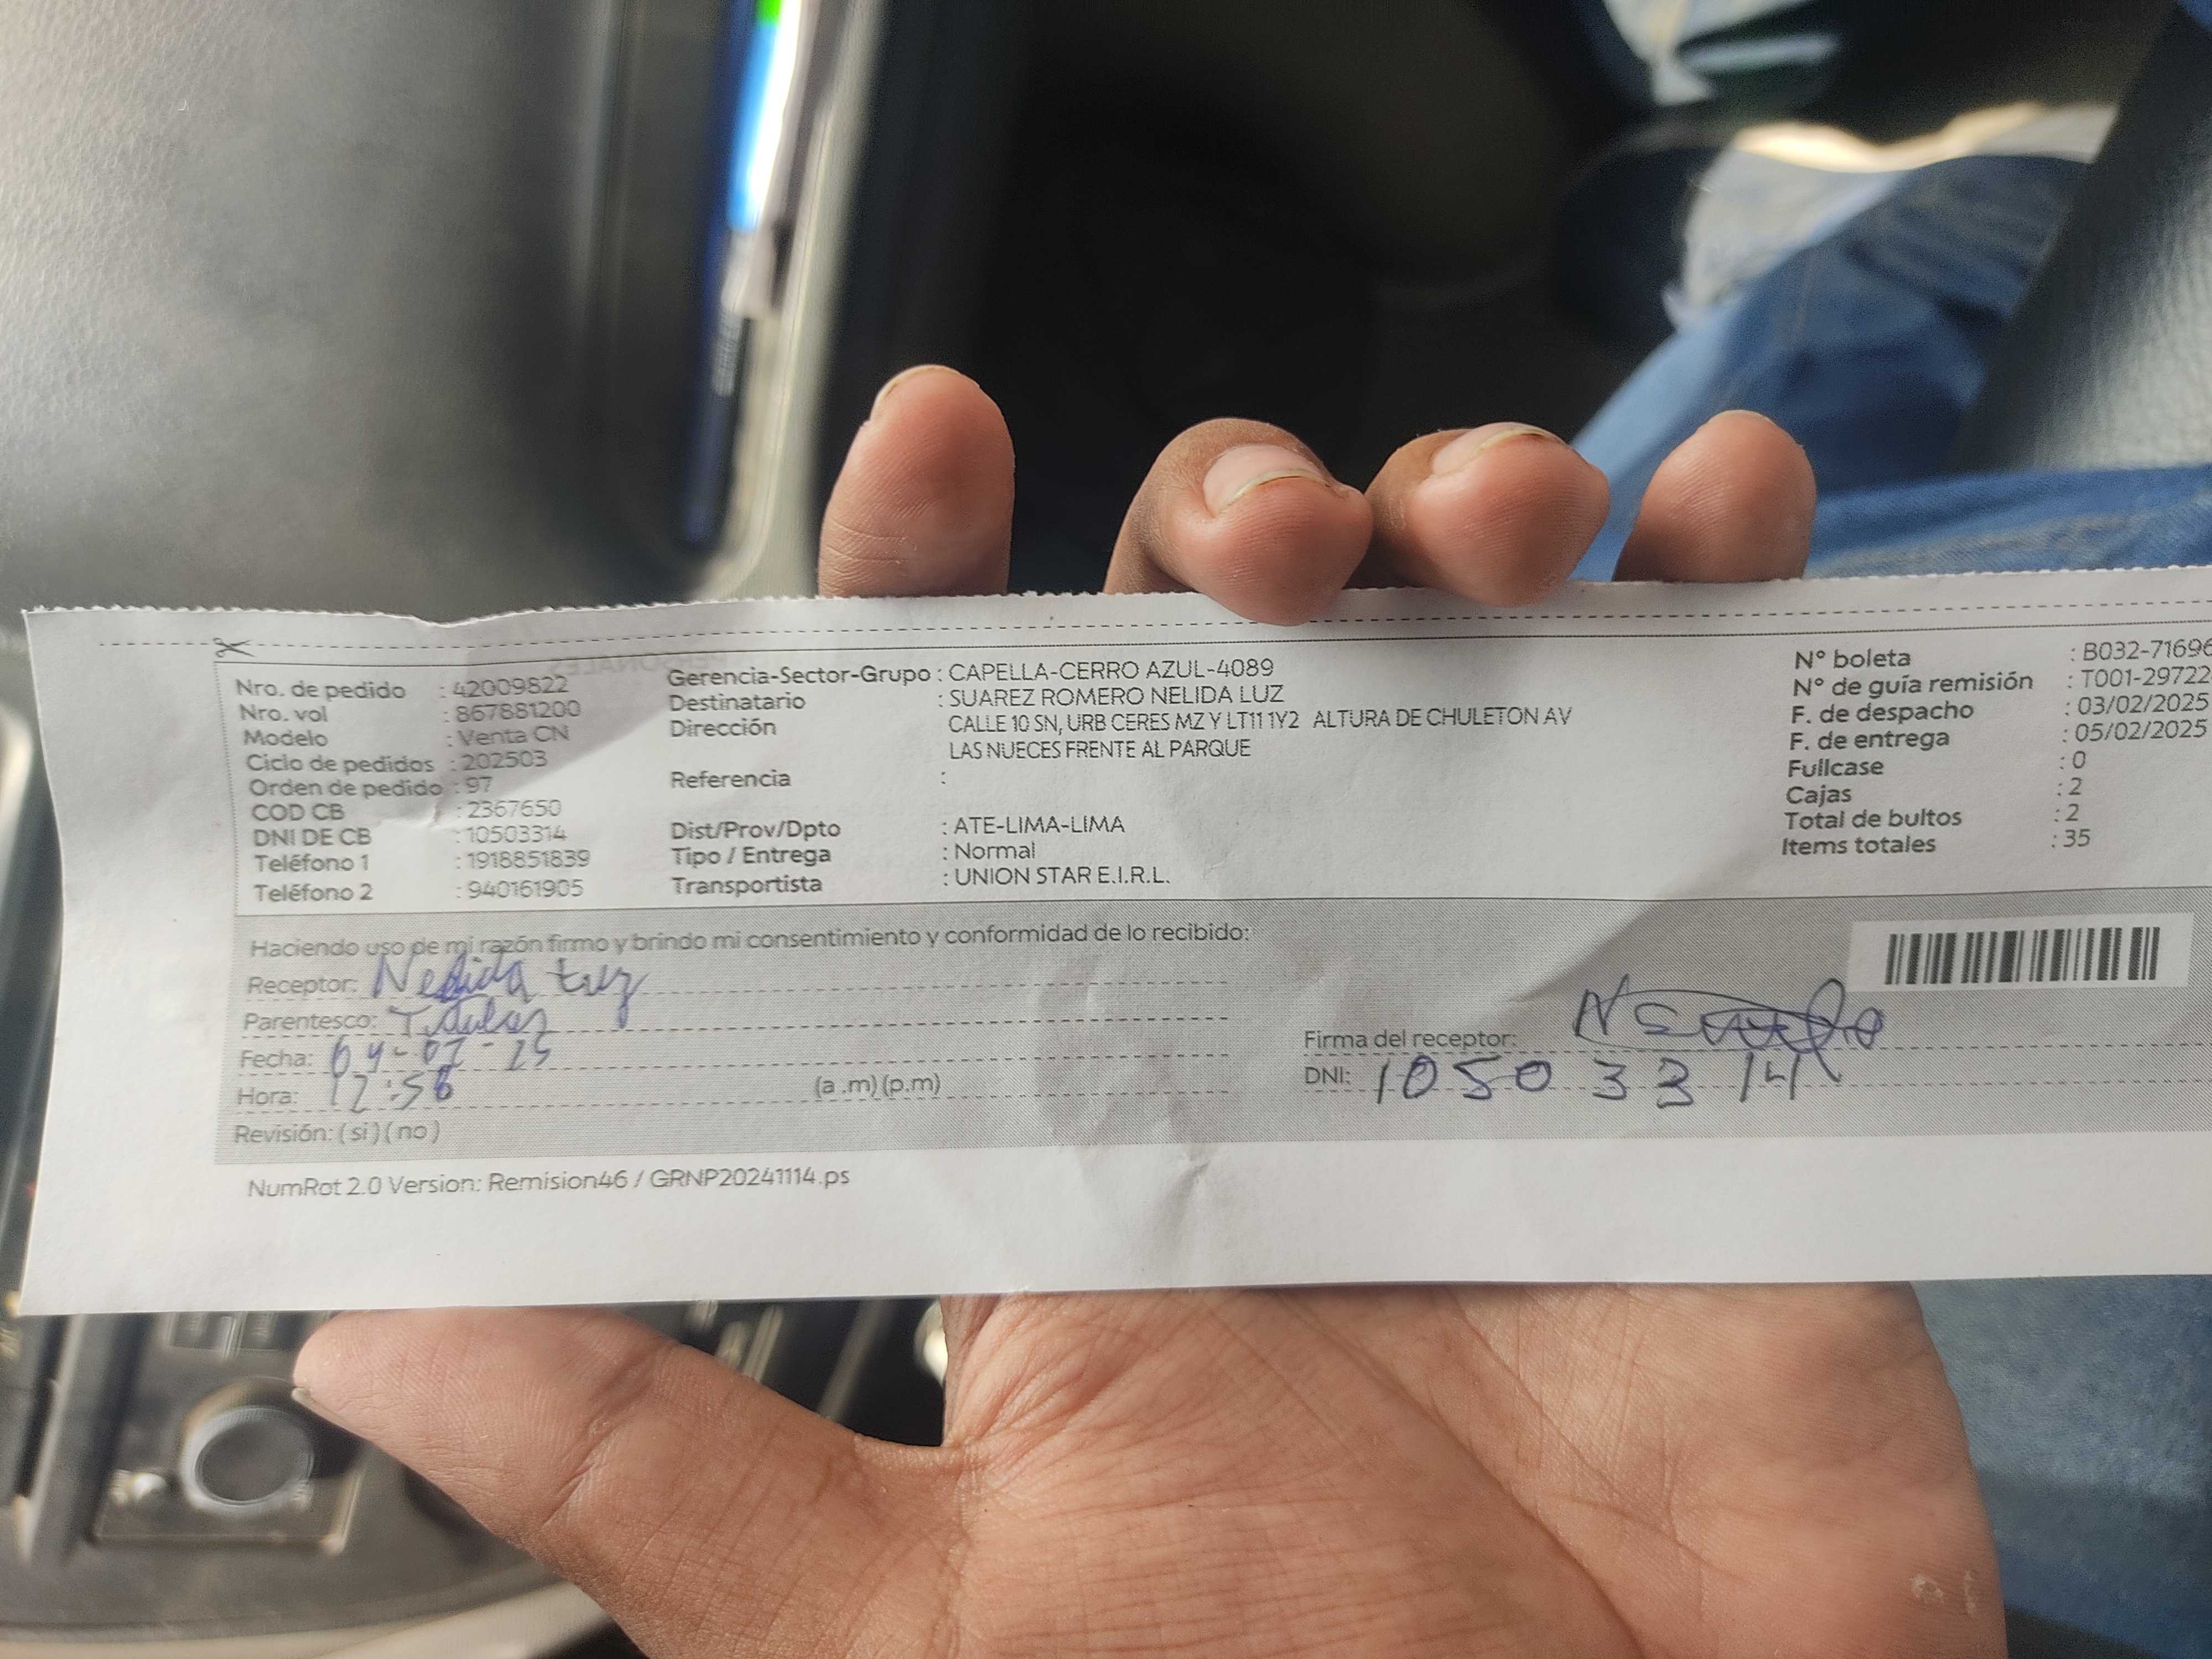 Nro. de pedido : 42009822
Nro. vol : 867881200
Modelo : Venta CN
Ciclo de pedidos : 202503
Orden de pedido : 97
COD CB : 2367650
DNI DE CB : 10503314
Teléfono 1 : 1918851839
Teléfono 2 : 940161905
Gerencia-Sector-Grupo : CAPELLA-CERRO AZUL-4089
Destinatario : SUAREZ ROMERO NELIDA LUZ
Dirección CALLE 10 SN, URB CERES MZ Y LT11 1Y2 ALTURA DE CHULETON AV
LAS NUECES FRENTE AL PARQUE
Referencia :
Dist/Prov/Dpto : ATE-LIMA-LIMA
Tipo / Entrega : Normal
Transportista : UNION STAR E.I.R.L.
N° boleta : B032-71696
N° de guía remisión : T001-29722
F. de despacho : 03/02/2025
F. de entrega : 05/02/2025
Fullcase : 0
Cajas : 2
Total de bultos : 2
Items totales : 35
Haciendo uso de mi razón firmo y brindo mi consentimiento y conformidad de lo recibido:
Receptor: Nelida Luz
Parentesco: Titular
Fecha: 04-02-25
Hora: 12:56 (a .m) (p.m)
Revisión: ( si ) ( no )
Firma del receptor:
DNI: 10503314
NumRot 2.0 Version: Remision46 / GRNP20241114.ps